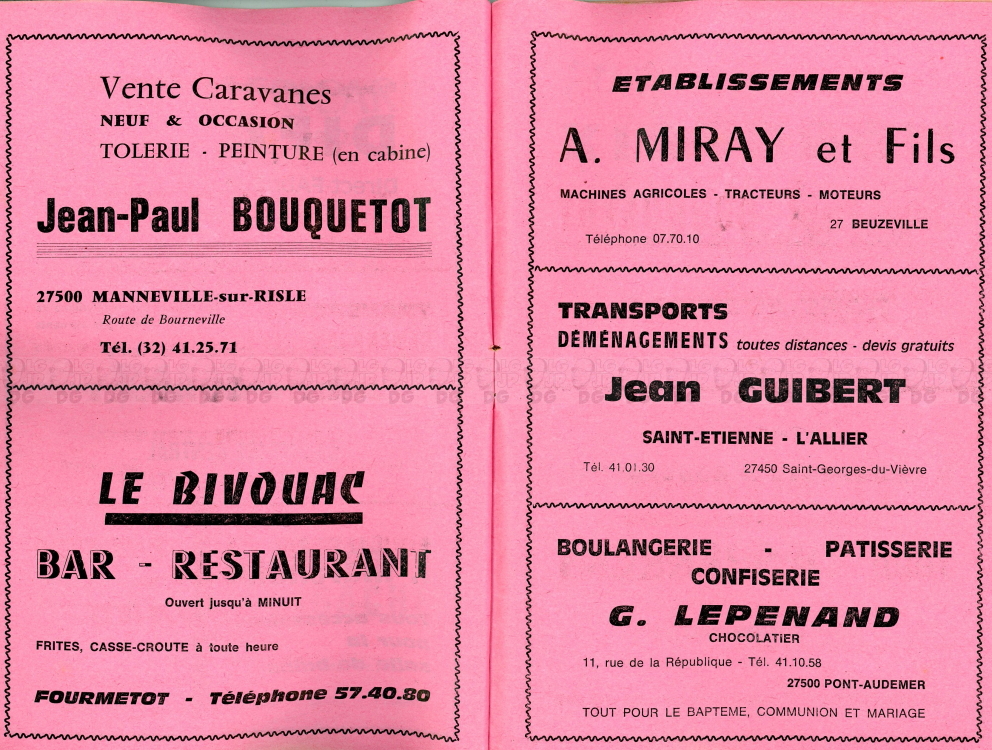 Vente Caravanes
NEUF & OCCASION
TOLERIE - PEINTURE (en cabine)
Jean-Paul BOUQUETOT
27500 MANNEVILLE-sur-RISLE
Route de Bourneville
Tél. (32) 41.25.71
LE BIVOUAC
BAR - RESTAURANT
Ouvert jusqu'à MINUIT
FRITES, CASSE-CROUTE à toute heure
FOURMETOT - Téléphone 57.40.80
ETABLISSEMENTS
A. MIRAY et Fils
MACHINES AGRICOLES - TRACTEURS - MOTEURS
27 BEUZEVILLE
Téléphone 07.70.10
TRANSPORTS
DÉMÉNAGEMENTS toutes distances - devis gratuits
Jean GUIBERT
SAINT-ETIENNE - L'ALLIER
Tél. 41.01.30 27450 Saint-Georges-du-Vièvre
BOULANGERIE - PATISSERIE
CONFISERIE
G. LEPENAND
CHOCOLATIER
11, rue de la République - Tél. 41.10.58
27500 PONT-AUDEMER
TOUT POUR LE BAPTEME, COMMUNION ET MARIAGE